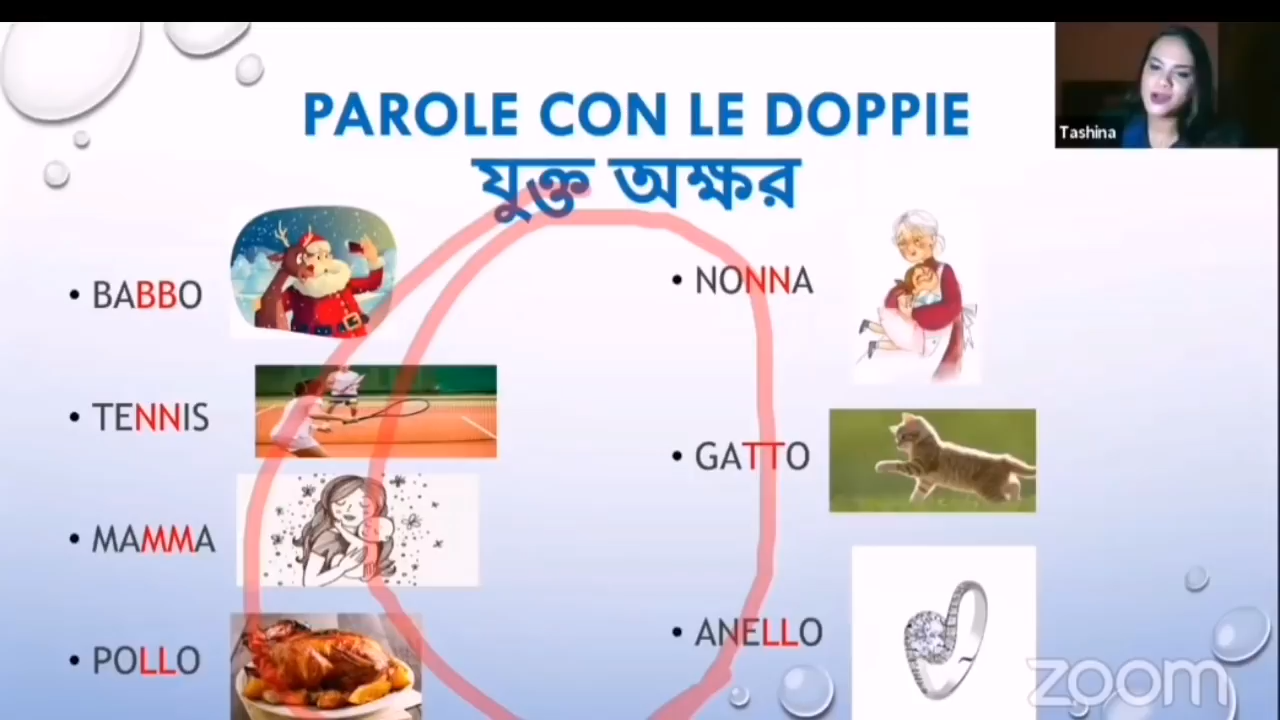 PAROLE CON LE DOPPIE
যুক্ত অক্ষর
Tashina
• BABBO
• TENNIS
• MAMMA
• POLLO
• NONNA
• GATTO
• ANELLO
zoom